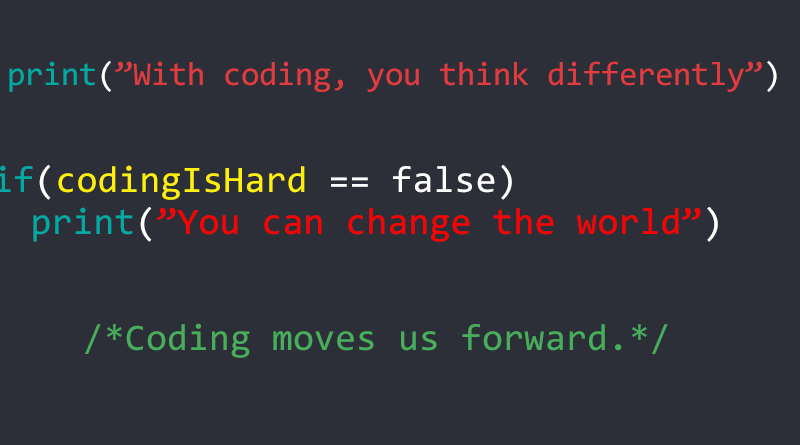 print(”With coding, you think differently”)
if(codingIsHard == false)
print(”You can change the world”)
/*Coding moves us forward.*/